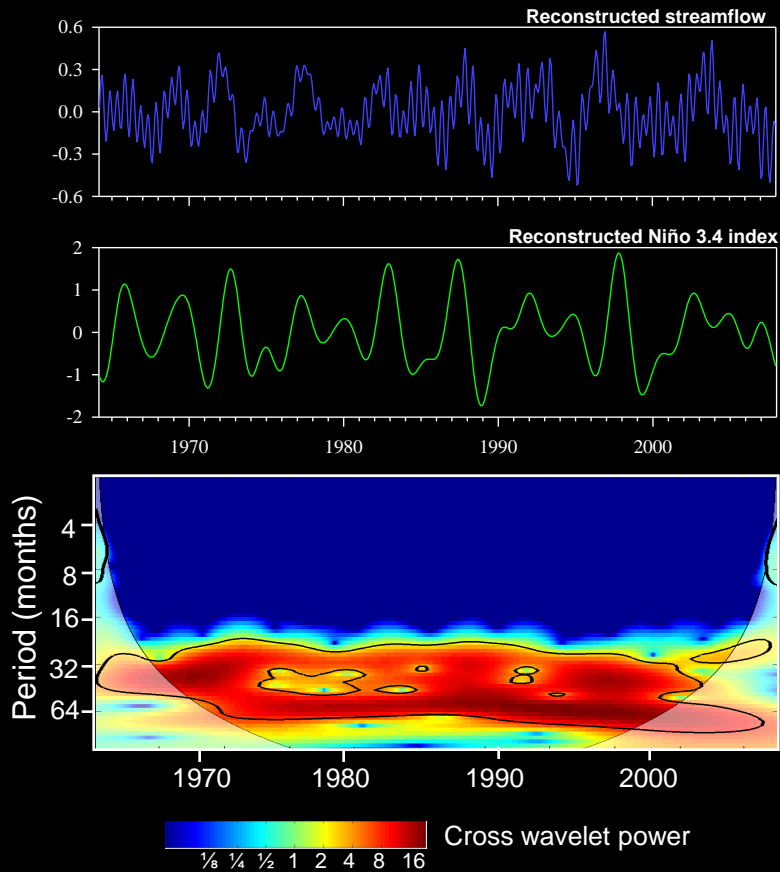 Reconstructed streamflow
0.6
0.3
0.0
-0.3
-0.6
Reconstructed Niño 3.4 index
2
1
0
-1
-2
1970 1980 1990 2000
Period (months)
4
8
16
32
64
1970 1980 1990 2000
⅛ ¼ ½ 1 2 4 8 16 Cross wavelet power